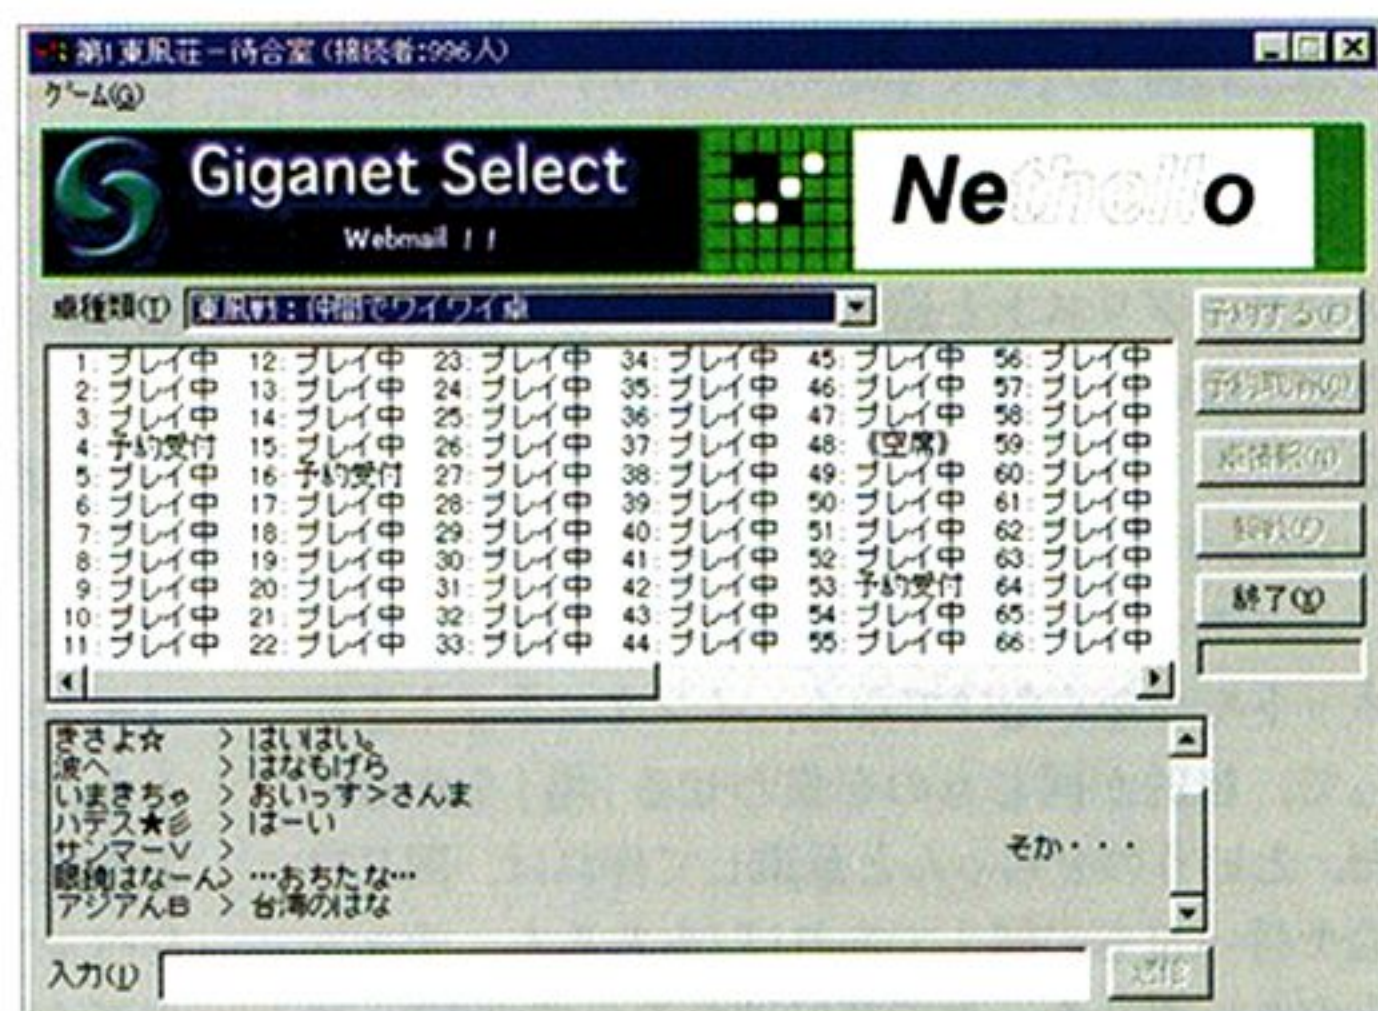 第1東風荘－待合室(接続者:996人)
ゲーム(G)
Giganet Select
Webmail !!
Nethello
卓種類(T) 東風戦：仲間でワイワイ卓
予約する(Y)
1: プレイ中 12: プレイ中 23: プレイ中 34: プレイ中 45: プレイ中 56: プレイ中
2: プレイ中 13: プレイ中 24: プレイ中 35: プレイ中 46: プレイ中 57: プレイ中
3: プレイ中 14: プレイ中 25: プレイ中 36: プレイ中 47: プレイ中 58: プレイ中
4: 予約受付 15: プレイ中 26: プレイ中 37: プレイ中 48: 《空席》 59: プレイ中
5: プレイ中 16: 予約受付 27: プレイ中 38: プレイ中 49: プレイ中 60: プレイ中
6: プレイ中 17: プレイ中 28: プレイ中 39: プレイ中 50: プレイ中 61: プレイ中
7: プレイ中 18: プレイ中 29: プレイ中 40: プレイ中 51: プレイ中 62: プレイ中
8: プレイ中 19: プレイ中 30: プレイ中 41: プレイ中 52: プレイ中 63: プレイ中
9: プレイ中 20: プレイ中 31: プレイ中 42: プレイ中 53: 予約受付 64: プレイ中
10: プレイ中 21: プレイ中 32: プレイ中 43: プレイ中 54: プレイ中 65: プレイ中
11: プレイ中 22: プレイ中 33: プレイ中 44: プレイ中 55: プレイ中 66: プレイ中
予約取消(C)
卓情報(I)
観戦
終了(X)
きさよ☆ > はいはい。
波へ > はなもげら
いまきちゃ > おいっす>さんま
ハデス★彡 > はーい
サンマーV > そか・・・
眼鏡はなーん> …おちたな…
アジアんB > 台湾のはな
入力(I)
送信